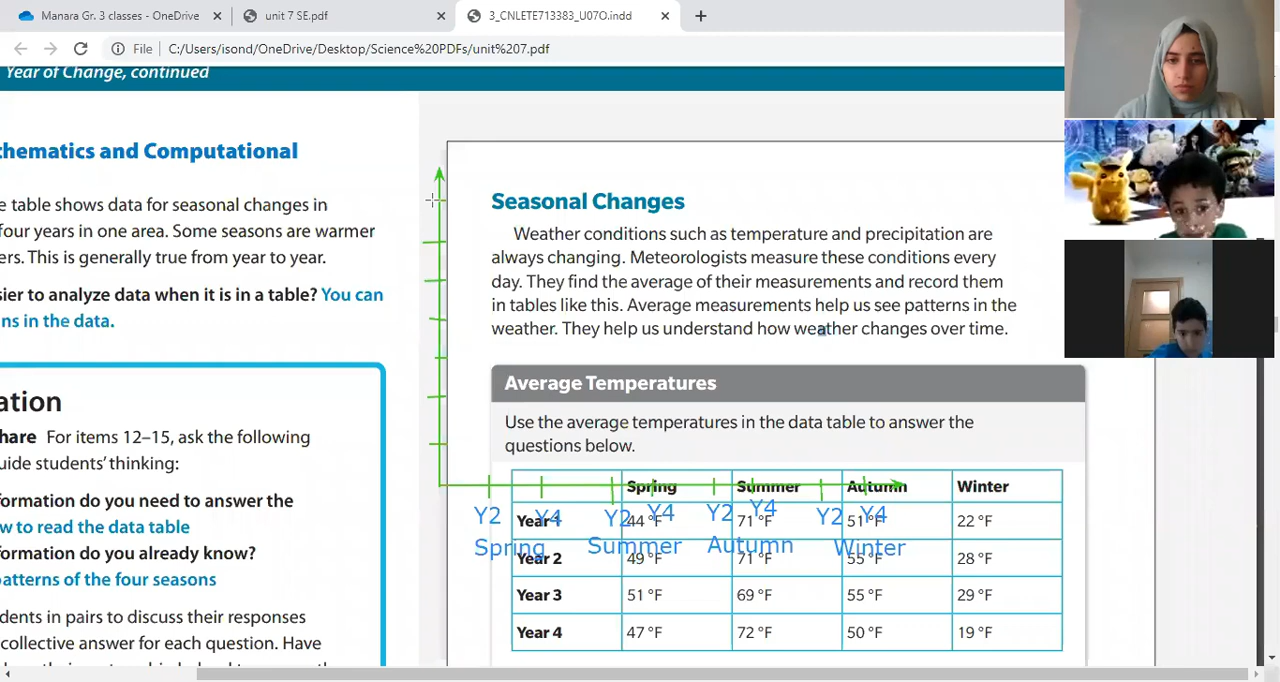 Manara Gr. 3 classes - OneDrive
unit 7 SE.pdf
3_CNLETE713383_U07O.indd
File
C:/Users/isond/OneDrive/Desktop/Science%20PDFs/unit%207.pdf
Year of Change, continued
thematics and Computational
e table shows data for seasonal changes in
four years in one area. Some seasons are warmer
ers. This is generally true from year to year.
sier to analyze data when it is in a table? You can
ns in the data.
ation
hare For items 12–15, ask the following
uide students' thinking:
formation do you need to answer the
w to read the data table
formation do you already know?
patterns of the four seasons
dents in pairs to discuss their responses
collective answer for each question. Have
Seasonal Changes
Weather conditions such as temperature and precipitation are
always changing. Meteorologists measure these conditions every
day. They find the average of their measurements and record them
in tables like this. Average measurements help us see patterns in the
weather. They help us understand how weather changes over time.
Average Temperatures
Use the average temperatures in the data table to answer the
questions below.
Spring Summer Autumn Winter
Year 1 44 °F 71 °F 51 °F 22 °F
Year 2 49 °F 71 °F 55 °F 28 °F
Year 3 51 °F 69 °F 55 °F 29 °F
Year 4 47 °F 72 °F 50 °F 19 °F
Y2 Y4 Y2 Y4 Y2 Y4 Y2 Y4
Spring Summer Autumn Winter